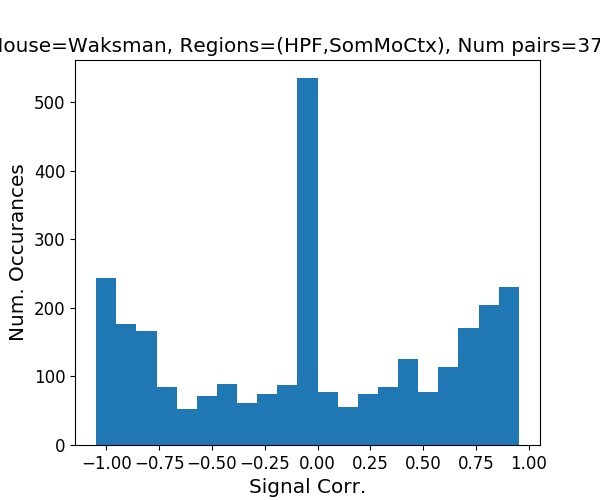 ouse=Waksman, Regions=(HPF,SomMoCtx), Num pairs=37
500
400
300
200
100
0
Num. Occurances
−1.00 −0.75 −0.50 −0.25 0.00 0.25 0.50 0.75 1.00
Signal Corr.